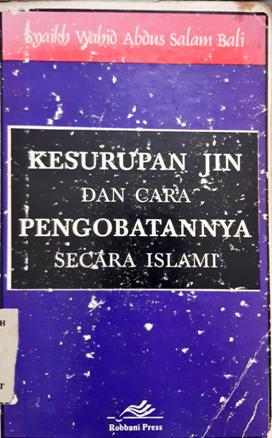 Syaikh Wahid Abdus Salam Bali
KESURUPAN JIN
DAN CARA
PENGOBATANNYA
SECARA ISLAMI
H
T
Robbani Press